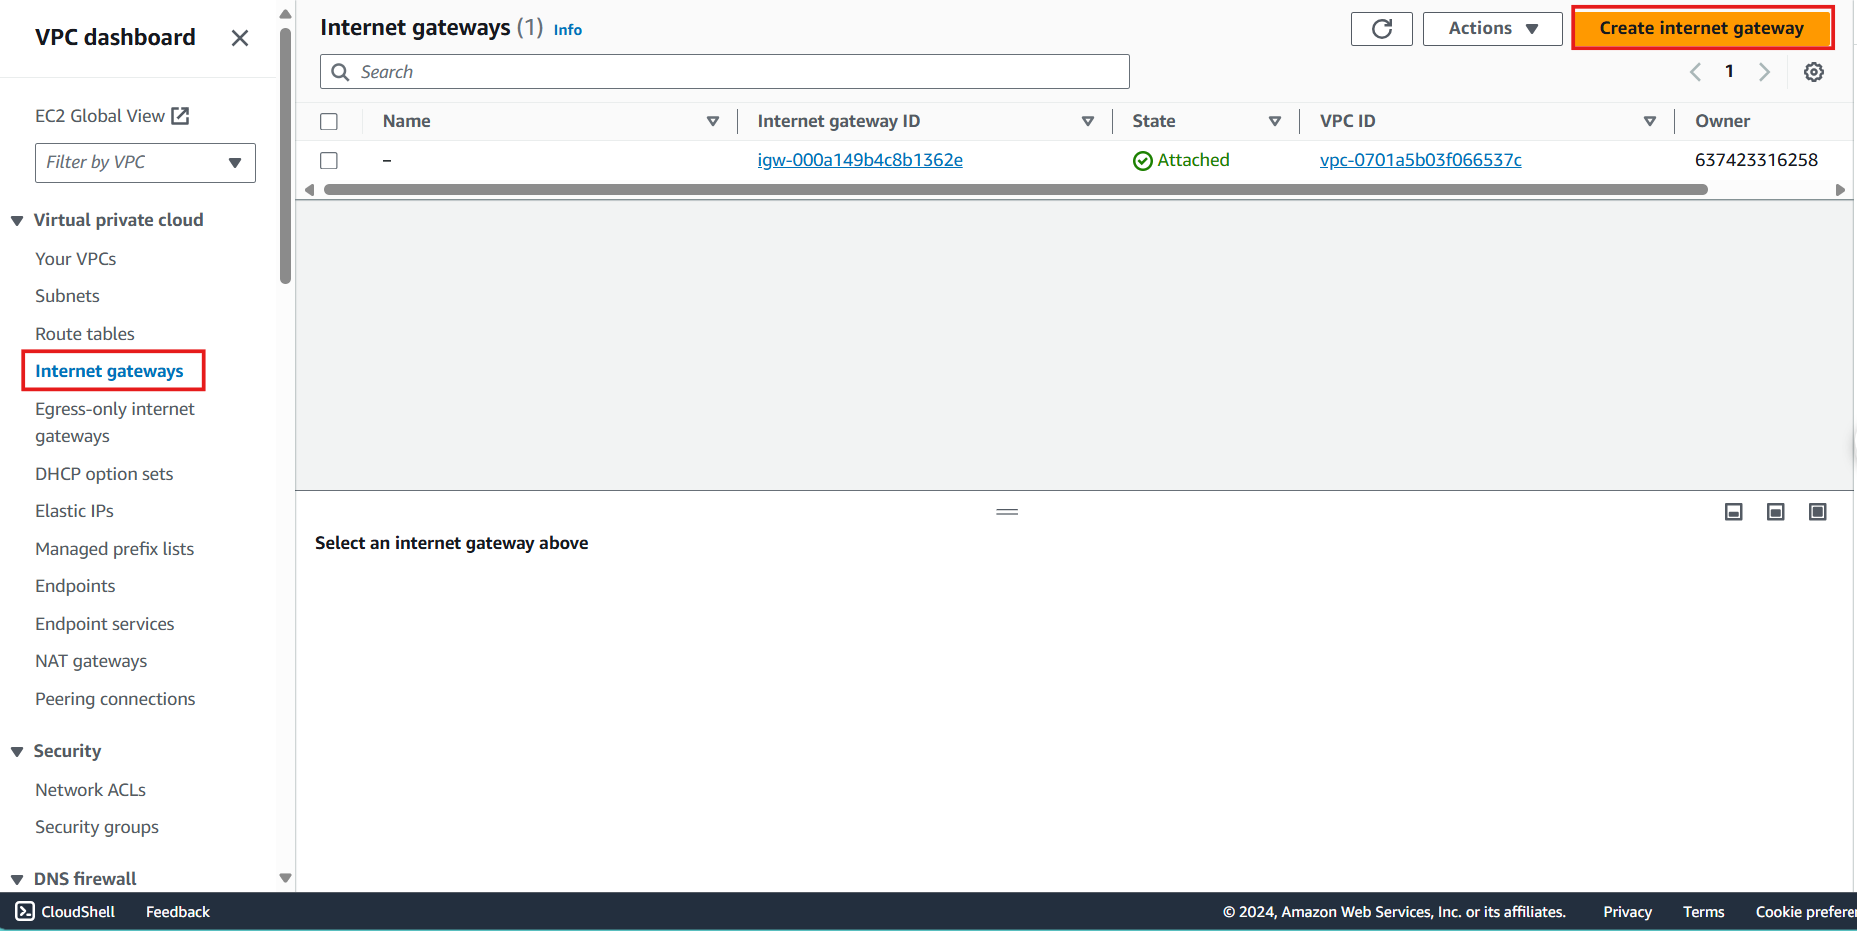 VPC dashboard
EC2 Global View
Filter by VPC
Virtual private cloud
Your VPCs
Subnets
Route tables
Internet gateways
Egress-only internet
gateways
DHCP option sets
Elastic IPs
Managed prefix lists
Endpoints
Endpoint services
NAT gateways
Peering connections
Security
Network ACLs
Security groups
DNS firewall
Internet gateways (1) Info
Actions
Create internet gateway
Search
1
Name Internet gateway ID State VPC ID Owner
– igw-000a149b4c8b1362e Attached vpc-0701a5b03f066537c 637423316258
Select an internet gateway above
CloudShell Feedback © 2024, Amazon Web Services, Inc. or its affiliates. Privacy Terms Cookie prefere